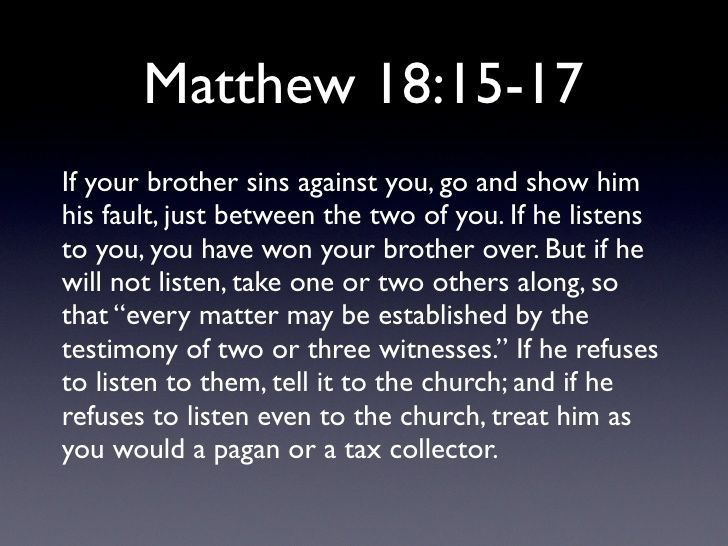 Matthew 18:15-17
If your brother sins against you, go and show him
his fault, just between the two of you. If he listens
to you, you have won your brother over. But if he
will not listen, take one or two others along, so
that “every matter may be established by the
testimony of two or three witnesses.” If he refuses
to listen to them, tell it to the church; and if he
refuses to listen even to the church, treat him as
you would a pagan or a tax collector.